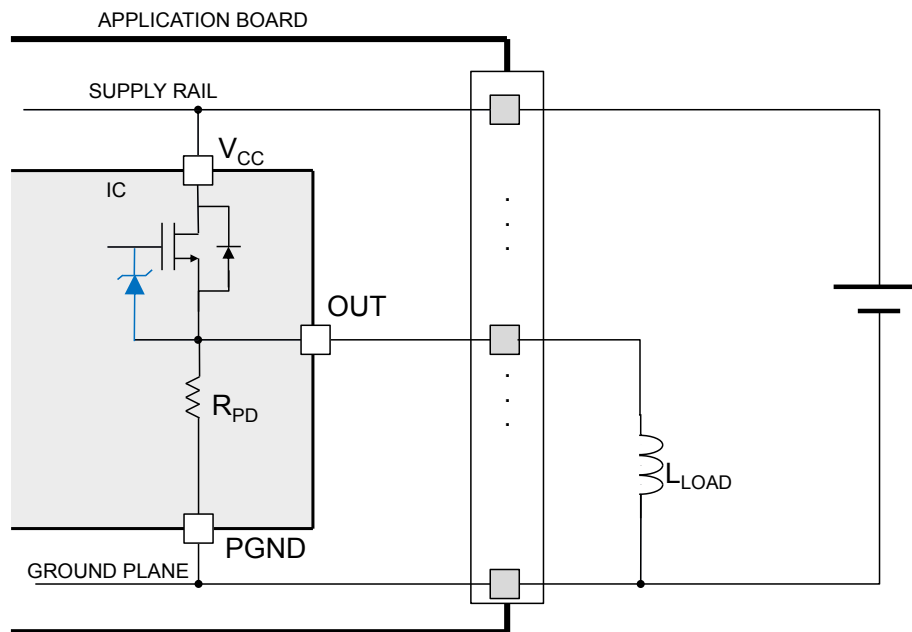 APPLICATION BOARD
SUPPLY RAIL
VCC
IC
OUT
RPD
LLOAD
PGND
GROUND PLANE